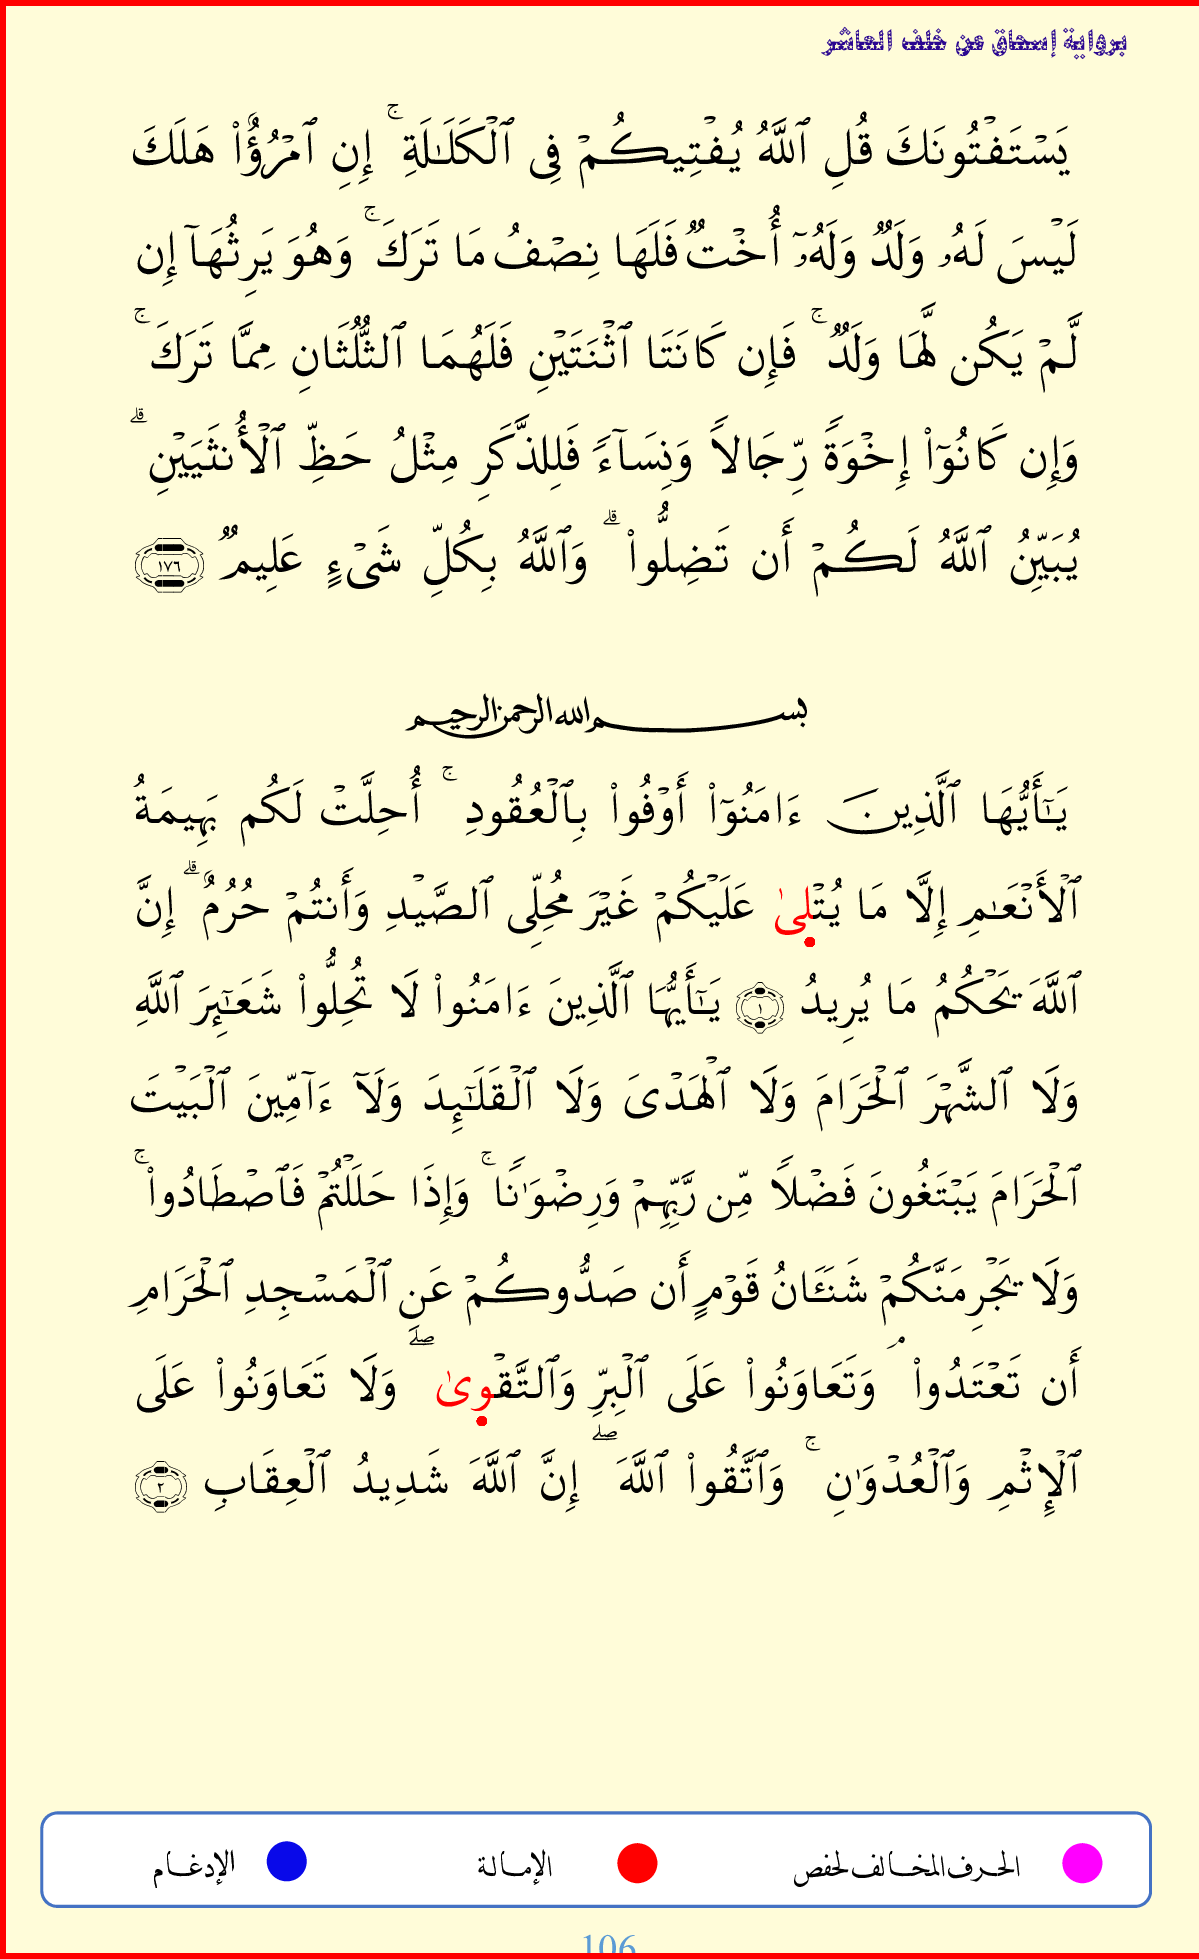 برواية إسحاق عن خلف العاشر
يَسْتَفْتُونَكَ قُلِ ٱللَّهُ يُفْتِيكُمْ فِى ٱلْكَلَـٰلَةِ ۚ إِنِ ٱمْرُؤٌا۟ هَلَكَ
لَيْسَ لَهُۥ وَلَدٌ وَلَهُۥٓ أُخْتٌ فَلَهَا نِصْفُ مَا تَرَكَ ۚ وَهُوَ يَرِثُهَآ إِن
لَّمْ يَكُن لَّهَا وَلَدٌ ۚ فَإِن كَانَتَا ٱثْنَتَيْنِ فَلَهُمَا ٱلثُّلُثَانِ مِمَّا تَرَكَ ۚ
وَإِن كَانُوٓا۟ إِخْوَةً رِّجَالاً وَنِسَآءً فَلِلذَّكَرِ مِثْلُ حَظِّ ٱلْأُنثَيَيْنِ ۗ
يُبَيِّنُ ٱللَّهُ لَكُمْ أَن تَضِلُّوا۟ ۗ وَٱللَّهُ بِكُلِّ شَىْءٍ عَلِيمٌ ١٧٦
بسم الله الرحمن الرحيم
يَـٰٓأَيُّهَا ٱلَّذِينَ ءَامَنُوٓا۟ أَوْفُوا۟ بِٱلْعُقُودِ ۚ أُحِلَّتْ لَكُم بَهِيمَةُ
ٱلْأَنْعَـٰمِ إِلَّا مَا يُتْلِىٰ عَلَيْكُمْ غَيْرَ مُحِلِّى ٱلصَّيْدِ وَأَنتُمْ حُرُمٌ ۗ إِنَّ
ٱللَّهَ يَحْكُمُ مَا يُرِيدُ ١ يَـٰٓأَيُّهَا ٱلَّذِينَ ءَامَنُوا۟ لَا تُحِلُّوا۟ شَعَـٰٓئِرَ ٱللَّهِ
وَلَا ٱلشَّهْرَ ٱلْحَرَامَ وَلَا ٱلْهَدْىَ وَلَا ٱلْقَلَـٰٓئِدَ وَلَآ ءَآمِّينَ ٱلْبَيْتَ
ٱلْحَرَامَ يَبْتَغُونَ فَضْلاً مِّن رَّبِّهِمْ وَرِضْوَٰنًا ۚ وَإِذَا حَلَلْتُمْ فَٱصْطَادُوا۟ ۚ
وَلَا يَجْرِمَنَّكُمْ شَنَـَٔانُ قَوْمٍ أَن صَدُّوكُمْ عَنِ ٱلْمَسْجِدِ ٱلْحَرَامِ
أَن تَعْتَدُوا۟ ۘ وَتَعَاوَنُوا۟ عَلَى ٱلْبِرِّ وَٱلتَّقْوِىٰ ۖ وَلَا تَعَاوَنُوا۟ عَلَى
ٱلْإِثْمِ وَٱلْعُدْوَٰنِ ۚ وَٱتَّقُوا۟ ٱللَّهَ ۖ إِنَّ ٱللَّهَ شَدِيدُ ٱلْعِقَابِ ٢
الحرف المخالف لحفص الإمالة الإدغام
106